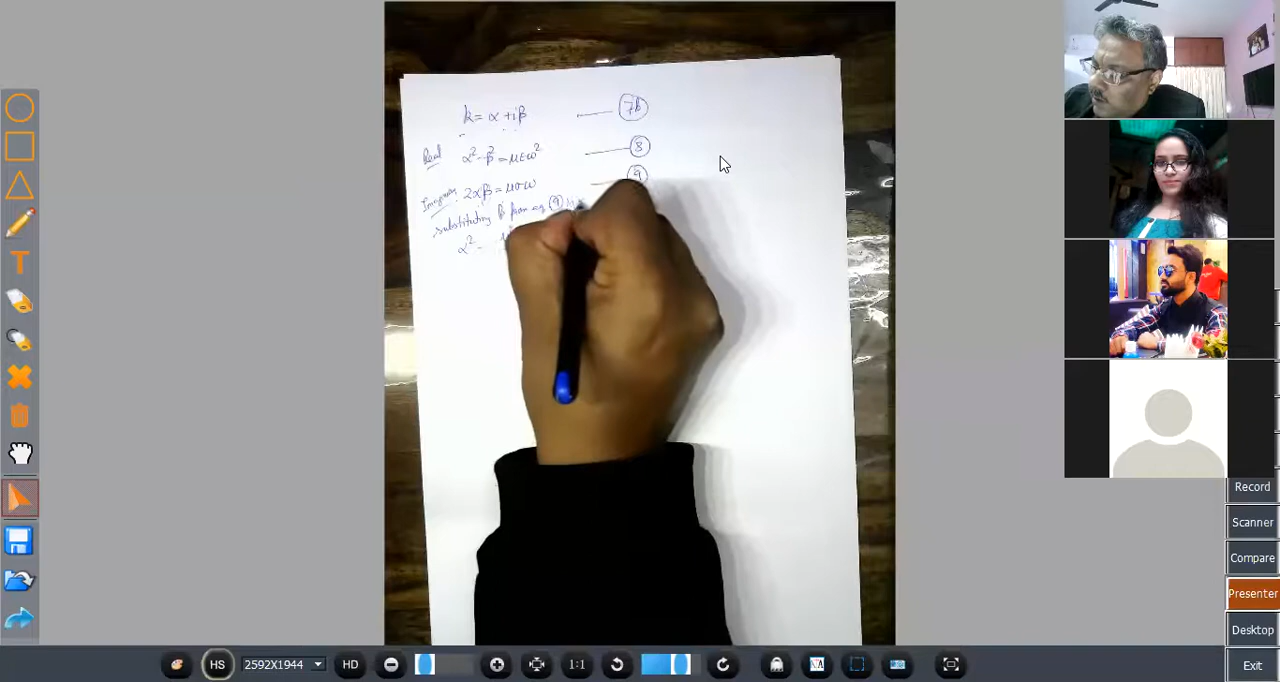 k = α + iβ —— (7b)
Real α² - β² = μεω² —— (8)
Imaginary 2αβ = μσω —— (9)
substituting β from eq (9)
α² -
T
HS
2592X1944
HD
1:1
Record
Scanner
Compare
Presenter
Desktop
Exit